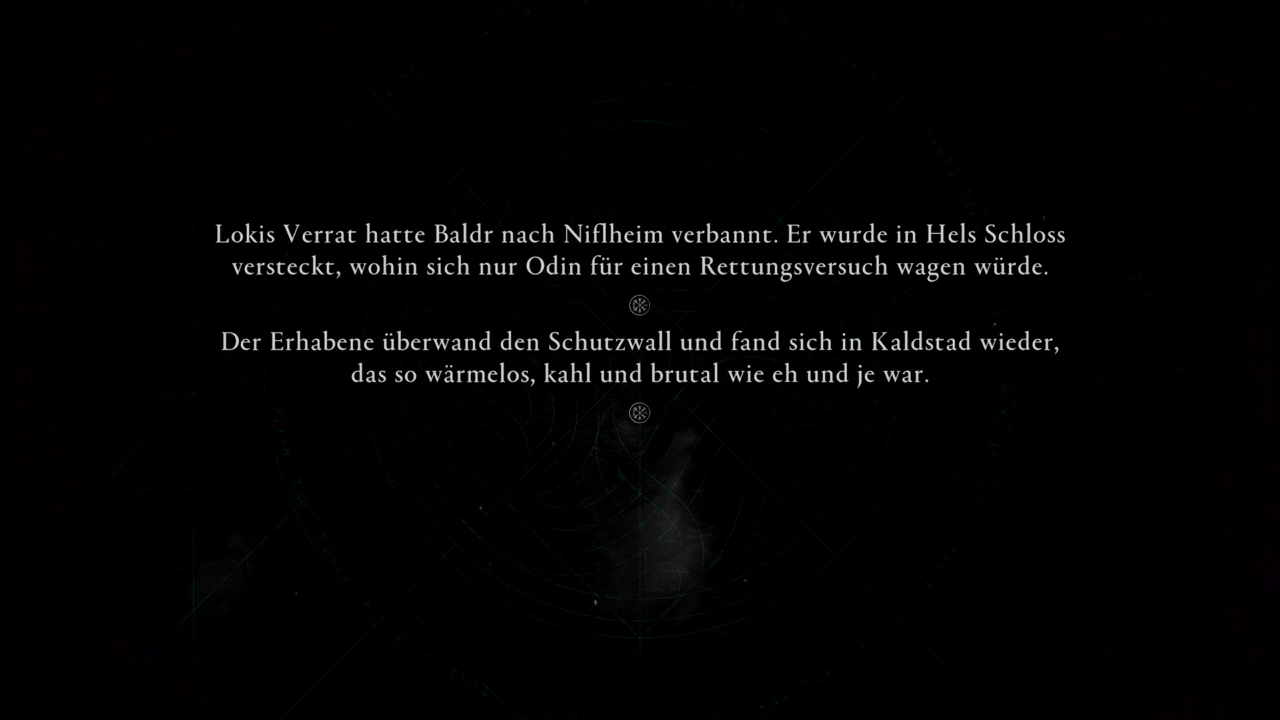 Lokis Verrat hatte Baldr nach Niflheim verbannt. Er wurde in Hels Schloss
versteckt, wohin sich nur Odin für einen Rettungsversuch wagen würde.
Der Erhabene überwand den Schutzwall und fand sich in Kaldstad wieder,
das so wärmelos, kahl und brutal wie eh und je war.